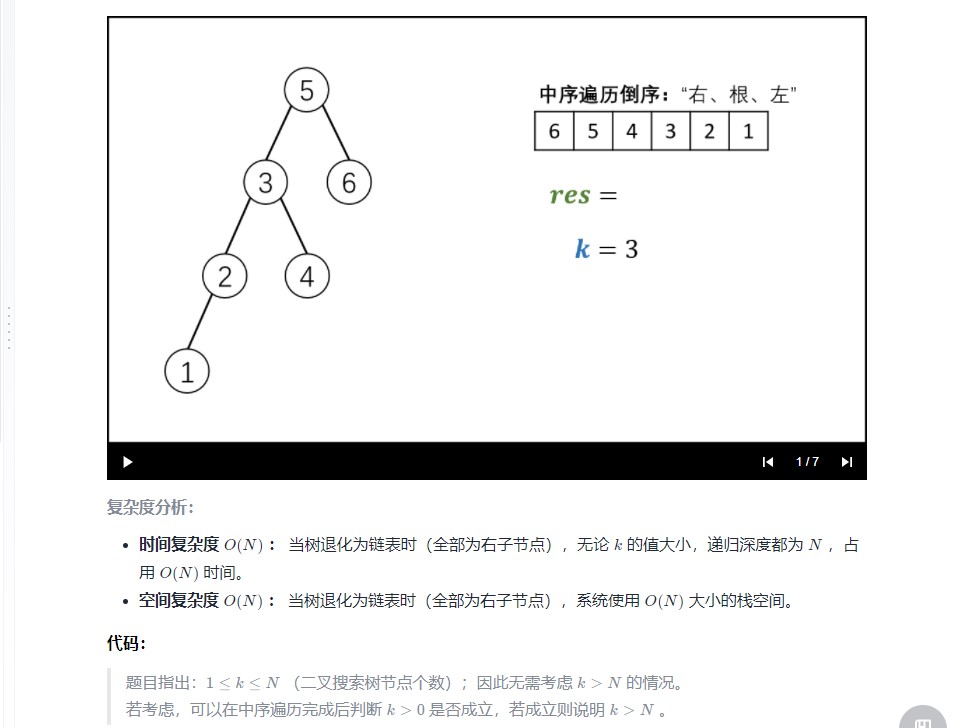 5
中序遍历倒序：“右、根、左”
6 5 4 3 2 1
3 6
res =
k = 3
2 4
1
1 / 7
复杂度分析：
• 时间复杂度 O(N) ： 当树退化为链表时（全部为右子节点），无论 k 的值大小，递归深度都为 N ，占
用 O(N) 时间。
• 空间复杂度 O(N) ： 当树退化为链表时（全部为右子节点），系统使用 O(N) 大小的栈空间。
代码：
题目指出：1 ≤ k ≤ N （二叉搜索树节点个数）；因此无需考虑 k > N 的情况。
若考虑，可以在中序遍历完成后判断 k > 0 是否成立，若成立则说明 k > N 。